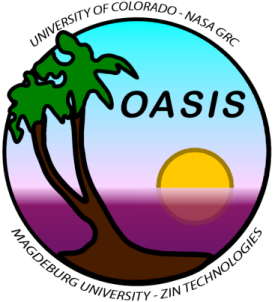 UNIVERSITY OF COLORADO - NASA GRC
OASIS
MAGDEBURG UNIVERSITY - ZIN TECHNOLOGIES